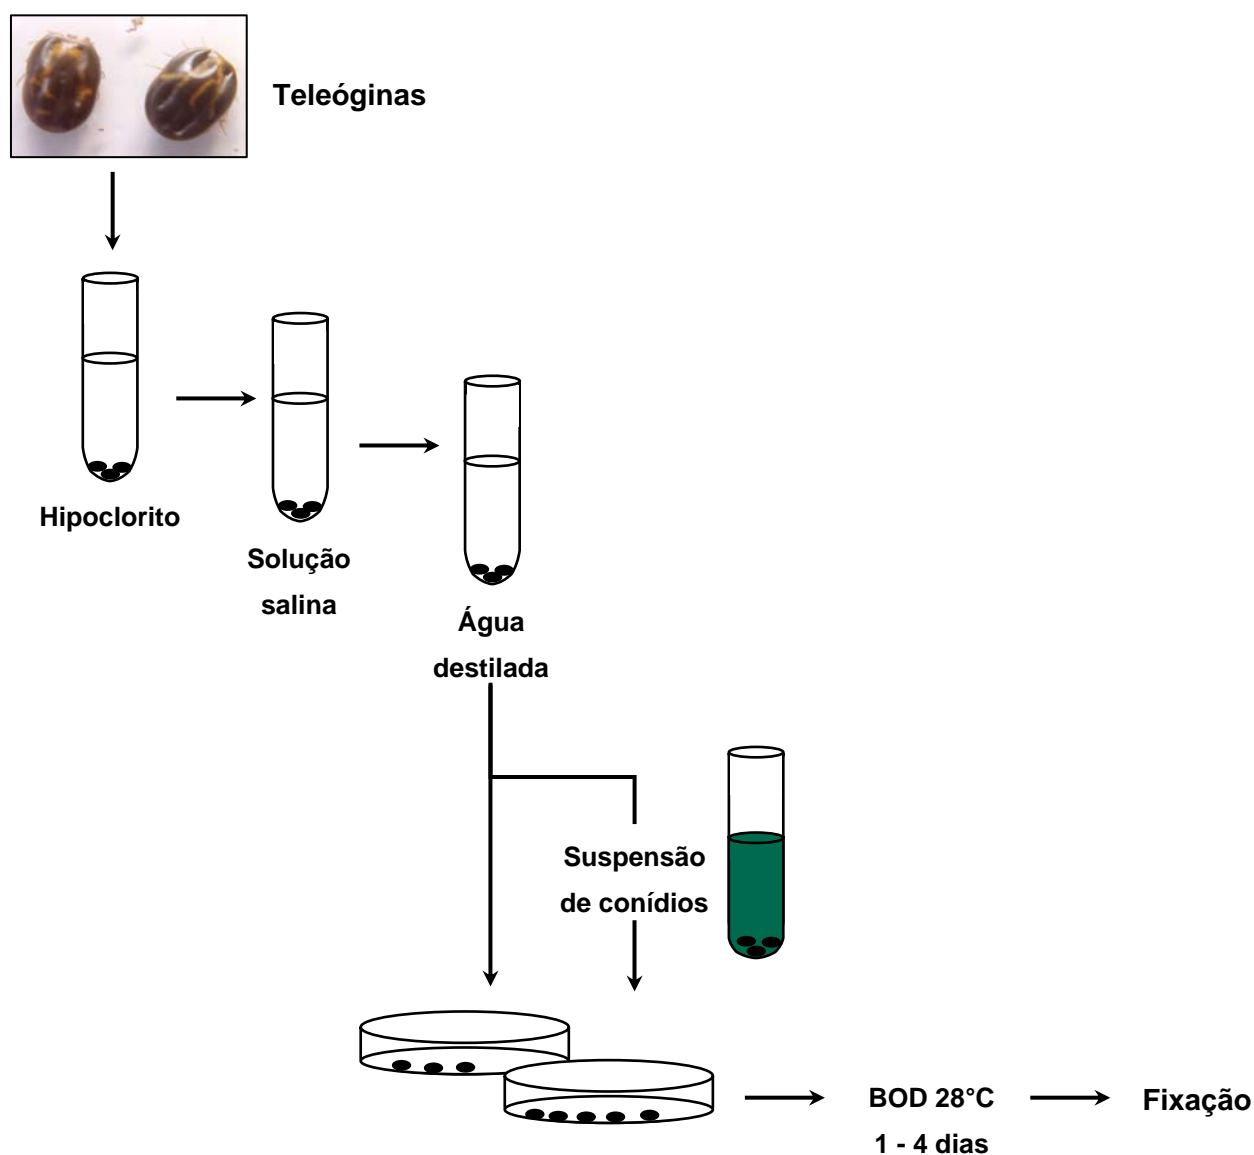 Teleóginas
Hipoclorito
Solução
salina
Água
destilada
Suspensão
de conídios
BOD 28°C
1 - 4 dias
Fixação